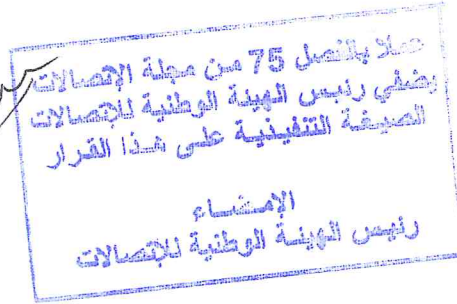 عملا بالفصل 75 من مجلة الإتصالات
يضفي رئيس الهيئة الوطنية للإتصالات
الصيغة التنفيذية على هذا القرار
الإمضاء
رئيس الهيئة الوطنية للإتصالات